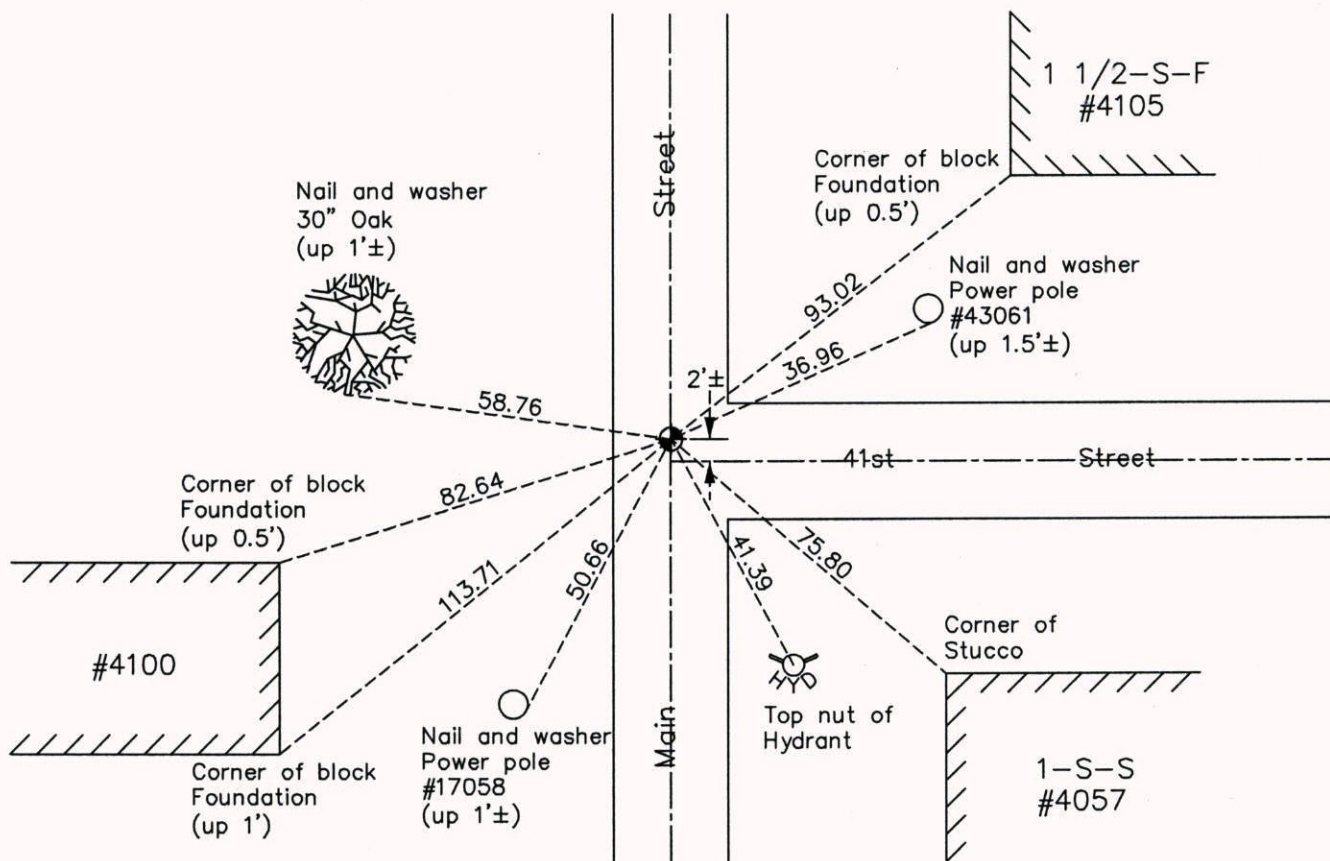 1 1/2-S-F
#4105
Corner of block
Foundation
(up 0.5')
Nail and washer
30" Oak
(up 1'±)
Street
Nail and washer
Power pole
#43061
(up 1.5'±)
93.02
36.96
2'±
58.76
41st Street
82.64
Corner of block
Foundation
(up 0.5')
113.71
50.66
41.39
75.80
#4100
Corner of
Stucco
HYD
Top nut of
Hydrant
Main
Nail and washer
Power pole
#17058
(up 1'±)
Corner of block
Foundation
(up 1')
1-S-S
#4057